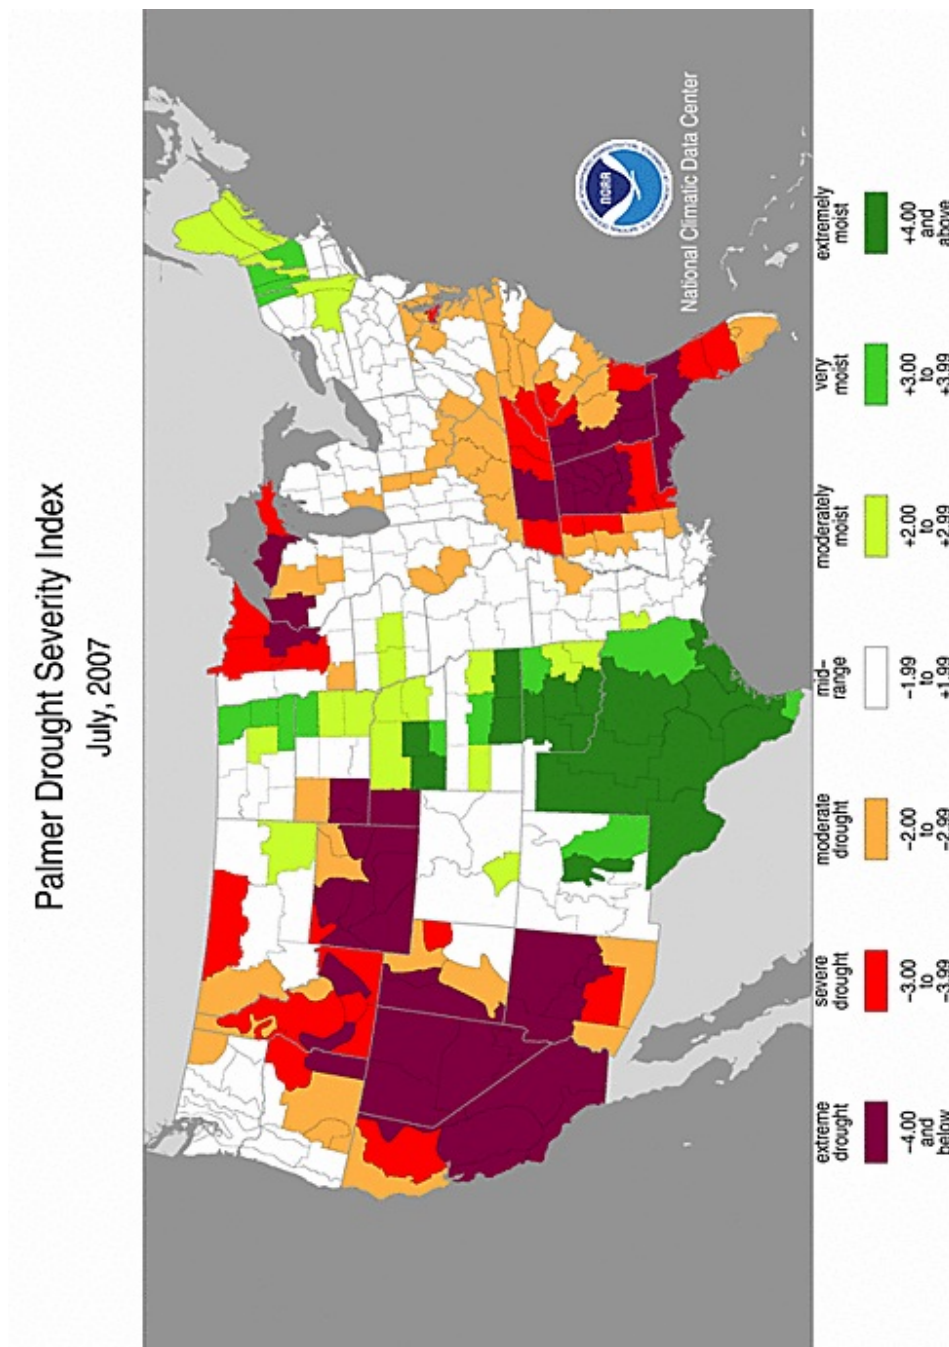 Palmer Drought Severity Index
July, 2007
NOAA
National Climatic Data Center
extreme
drought
severe
drought
moderate
drought
mid–
range
moderately
moist
very
moist
extremely
moist
−4.00
and
below
−3.00
to
−3.99
−2.00
to
−2.99
−1.99
to
+1.99
+2.00
to
+2.99
+3.00
to
+3.99
+4.00
and
above